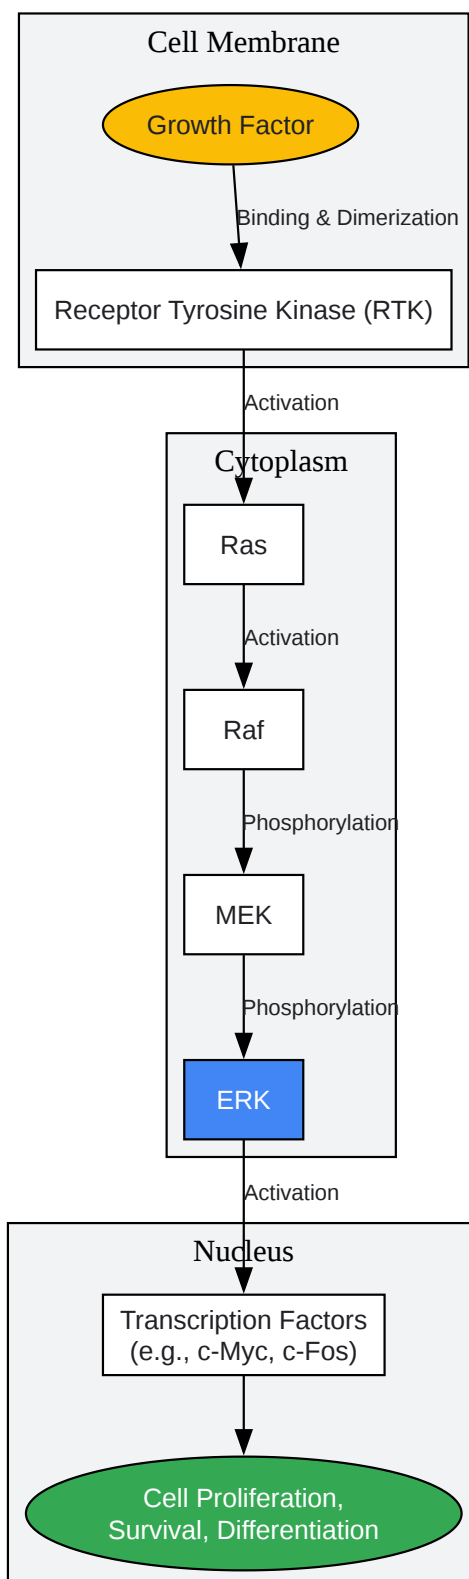 Cell Membrane
Growth Factor
Binding & Dimerization
Receptor Tyrosine Kinase (RTK)
Activation
Cytoplasm
Ras
Activation
Raf
Phosphorylation
MEK
Phosphorylation
ERK
Activation
Nucleus
Transcription Factors
(e.g., c-Myc, c-Fos)
Cell Proliferation,
Survival, Differentiation